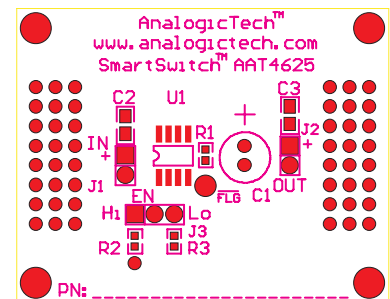 AnalogicTech™
www.analogictech.com
SmartSwitch™ AAT4625
C2 U1 C3
R1 J2
IN +
+
J1
FLG C1 OUT
EN
Hi Lo
J3
R2 R3
PN: